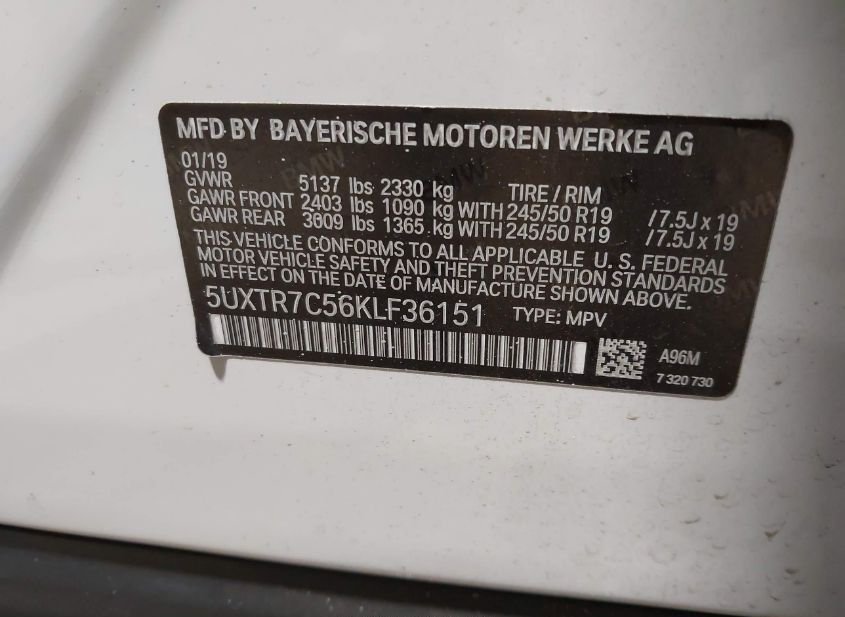 MFD BY BAYERISCHE MOTOREN WERKE AG
01/19
GVWR 5137 lbs 2330 kg TIRE / RIM
GAWR FRONT 2403 lbs 1090 kg WITH 245/50 R19 /7.5J x 19
GAWR REAR 3009 lbs 1365 kg WITH 245/50 R19 /7.5J x 19
THIS VEHICLE CONFORMS TO ALL APPLICABLE U. S. FEDERAL
MOTOR VEHICLE SAFETY AND THEFT PREVENTION STANDARDS
IN EFFECT ON THE DATE OF MANUFACTURE SHOWN ABOVE.
5UXTR7C56KLF36151 TYPE: MPV
A96M
7 320 730